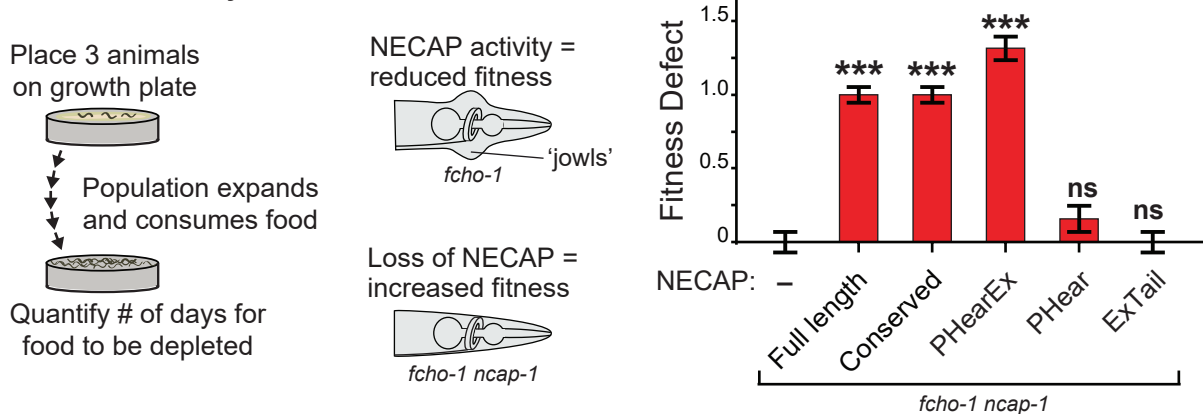 Place 3 animals
on growth plate
Population expands
and consumes food
Quantify # of days for
food to be depleted
NECAP activity =
reduced fitness
'jowls'
fcho-1
Loss of NECAP =
increased fitness
fcho-1 ncap-1
Fitness Defect
1.5
1.0
0.5
0
***
***
***
ns
ns
NECAP:
–
Full length
Conserved
PHearEx
PHear
ExTail
fcho-1 ncap-1